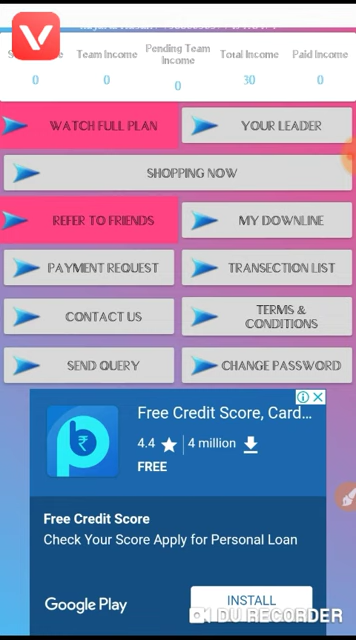 Team Income
Pending Team
Income
Total Income
Paid Income
0
0
0
30
0
WATCH FULL PLAN
YOUR LEADER
SHOPPING NOW
REFER TO FRIENDS
MY DOWNLINE
PAYMENT REQUEST
TRANSECTION LIST
CONTACT US
TERMS &
CONDITIONS
SEND QUERY
CHANGE PASSWORD
Free Credit Score, Card...
4.4 ★ 4 million
FREE
Free Credit Score
Check Your Score Apply for Personal Loan
Google Play
INSTALL
DU RECORDER